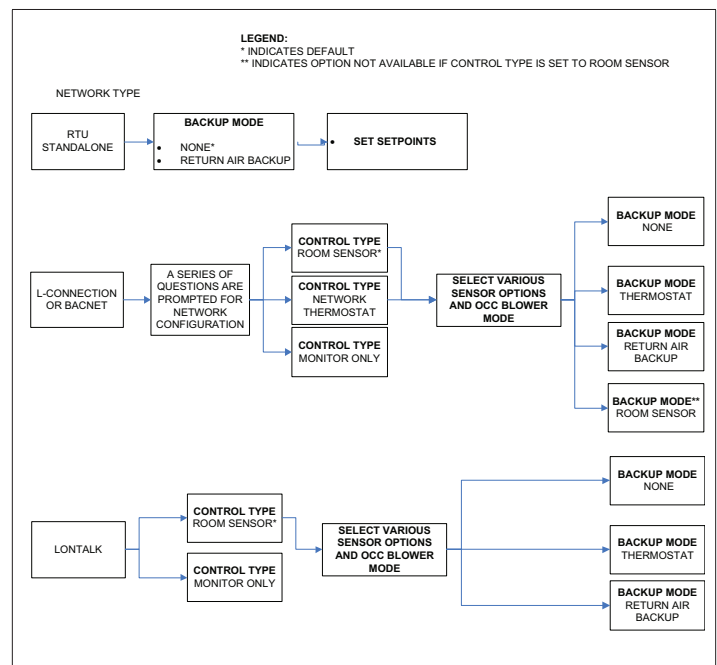 LEGEND:
* INDICATES DEFAULT
** INDICATES OPTION NOT AVAILABLE IF CONTROL TYPE IS SET TO ROOM SENSOR
NETWORK TYPE
RTU
STANDALONE
BACKUP MODE
• NONE*
• RETURN AIR BACKUP
• SET SETPOINTS
L-CONNECTION
OR BACNET
A SERIES OF
QUESTIONS ARE
PROMPTED FOR
NETWORK
CONFIGURATION
CONTROL TYPE
ROOM SENSOR*
CONTROL TYPE
NETWORK
THERMOSTAT
CONTROL TYPE
MONITOR ONLY
SELECT VARIOUS
SENSOR OPTIONS
AND OCC BLOWER
MODE
BACKUP MODE
NONE
BACKUP MODE
THERMOSTAT
BACKUP MODE
RETURN AIR
BACKUP
BACKUP MODE**
ROOM SENSOR
LONTALK
CONTROL TYPE
ROOM SENSOR*
CONTROL TYPE
MONITOR ONLY
SELECT VARIOUS
SENSOR OPTIONS
AND OCC BLOWER
MODE
BACKUP MODE
NONE
BACKUP MODE
THERMOSTAT
BACKUP MODE
RETURN AIR
BACKUP